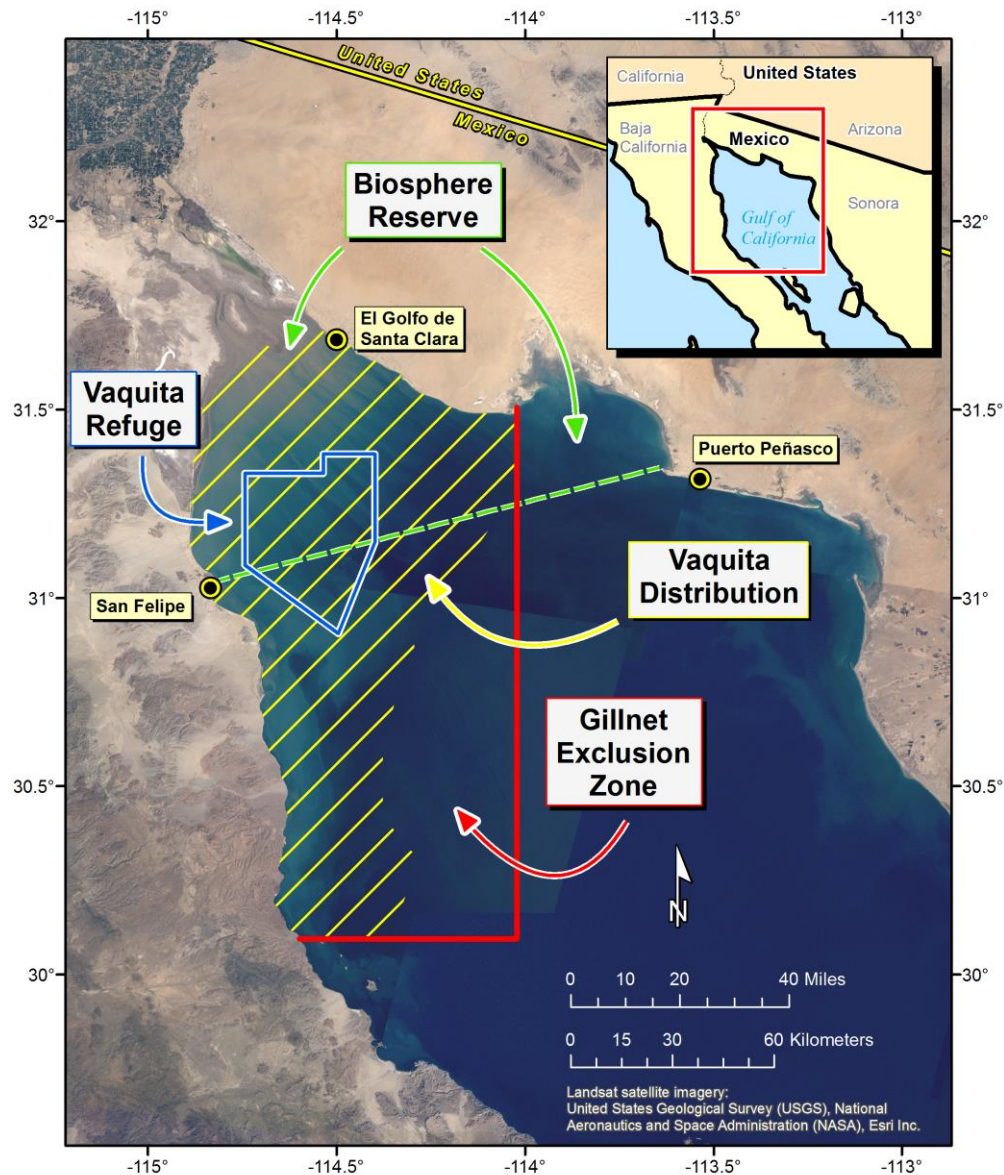 -115°
-114.5°
-114°
-113.5°
-113°
United States
Mexico
California
United States
Baja
California
Mexico
Arizona
Sonora
Gulf of
California
Biosphere
Reserve
32°
32°
El Golfo de
Santa Clara
Vaquita
Refuge
31.5°
31.5°
Puerto Peñasco
San Felipe
31°
31°
Vaquita
Distribution
Gillnet
Exclusion
Zone
30.5°
30.5°
N
30°
30°
0 10 20 40 Miles
0 15 30 60 Kilometers
Landsat satellite imagery:
United States Geological Survey (USGS), National
Aeronautics and Space Administration (NASA), Esri Inc.
-115°
-114.5°
-114°
-113.5°
-113°